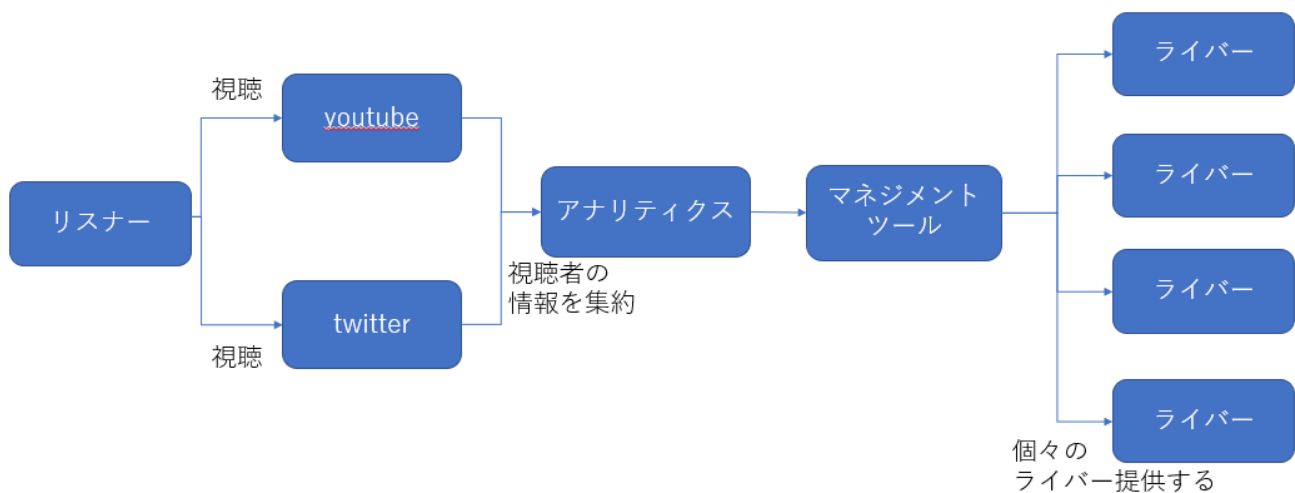 視聴
youtube
リスナー
視聴
twitter
アナリティクス
視聴者の
情報を集約
マネジメント
ツール
ライバー
ライバー
ライバー
ライバー
個々の
ライバー提供する